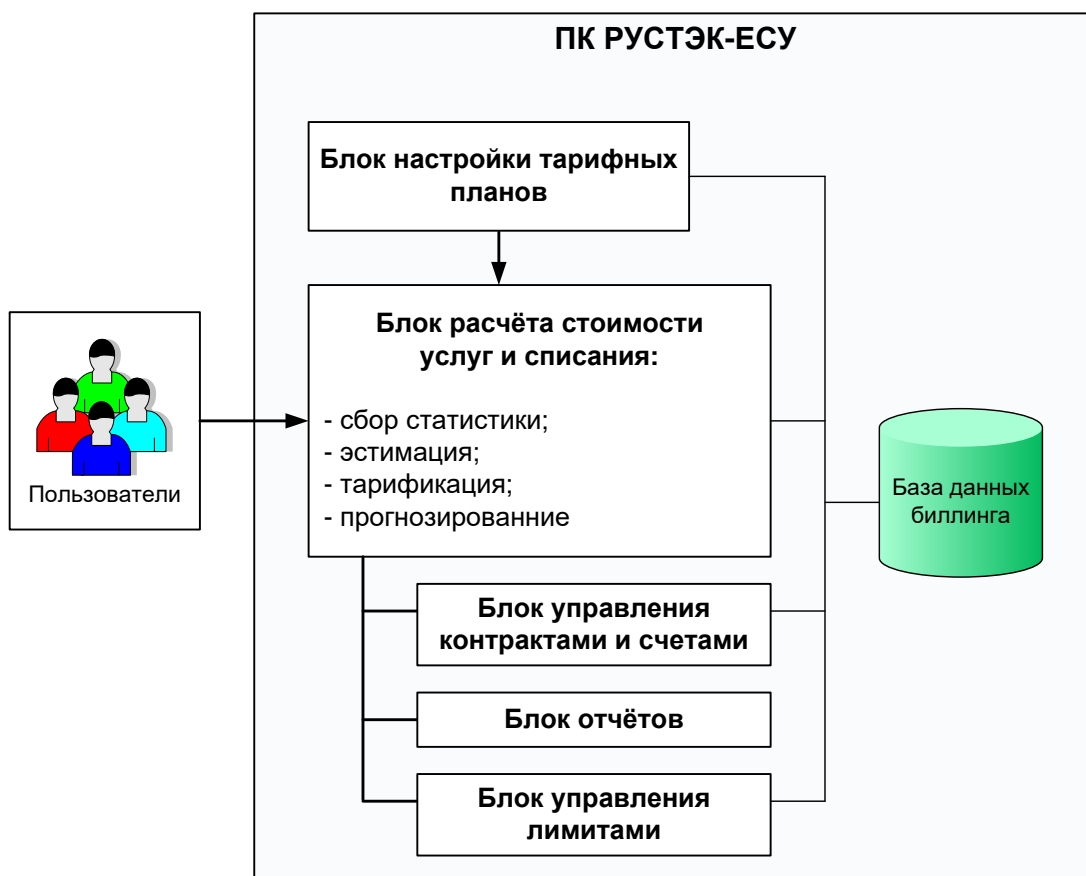 ПК РУСТЭК-ЕСУ
Блок настройки тарифных
планов
Блок расчёта стоимости
услуг и списания:
- сбор статистики;
- эстимация;
- тарификация;
- прогнозированние
Пользователи
База данных
биллинга
Блок управления
контрактами и счетами
Блок отчётов
Блок управления
лимитами